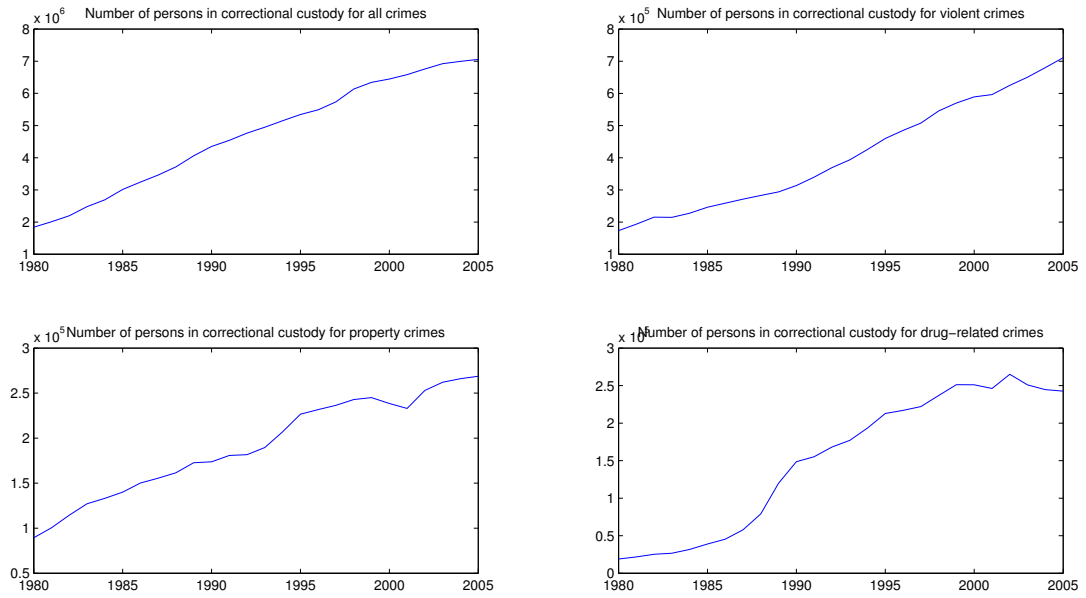 Number of persons in correctional custody for all crimes
x 10^6
8
7
6
5
4
3
2
1
1980 1985 1990 1995 2000 2005
Number of persons in correctional custody for violent crimes
x 10^5
8
7
6
5
4
3
2
1
1980 1985 1990 1995 2000 2005
Number of persons in correctional custody for property crimes
x 10^5
3
2.5
2
1.5
1
0.5
1980 1985 1990 1995 2000 2005
Number of persons in correctional custody for drug−related crimes
x 10^5
3
2.5
2
1.5
1
0.5
0
1980 1985 1990 1995 2000 2005